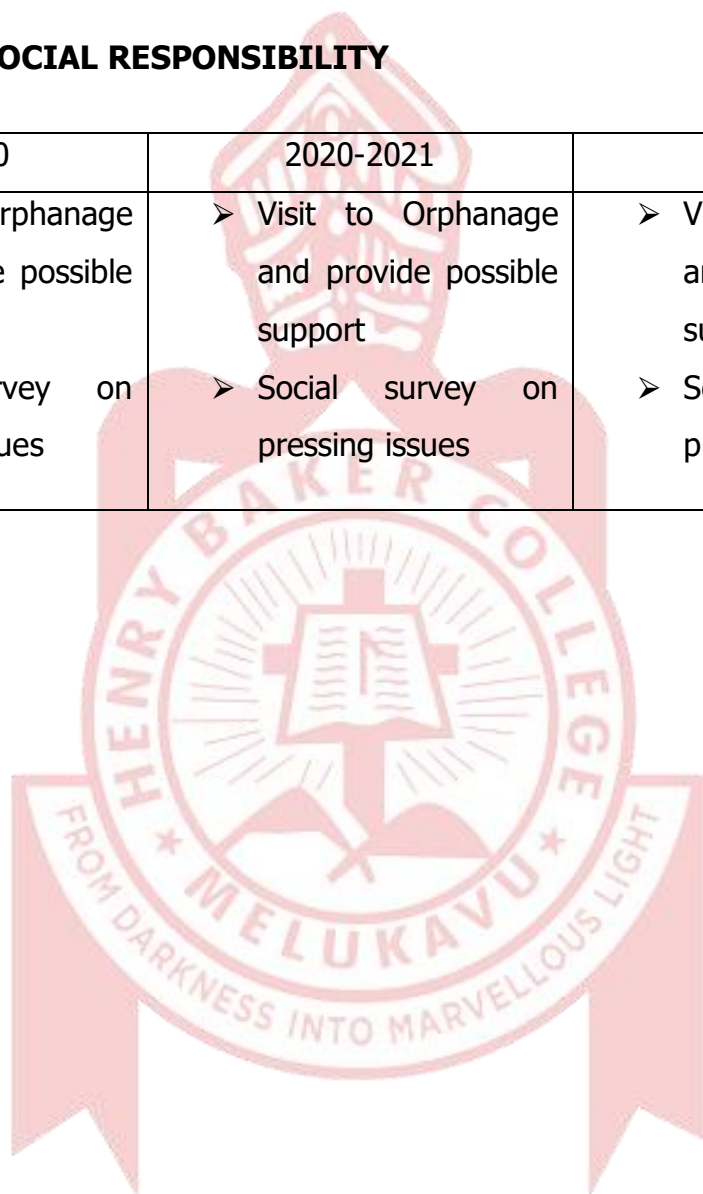 OCIAL RESPONSIBILITY
0
rphanage
e possible
rvey on
ues
2020-2021
➢ Visit to Orphanage
and provide possible
support
➢ Social survey on
pressing issues
➢ V
a
su
➢ S
p
HENRY BAKER COLLEGE
* MELUKAVU *
FROM DARKNESS INTO MARVELLOUS LIGHT